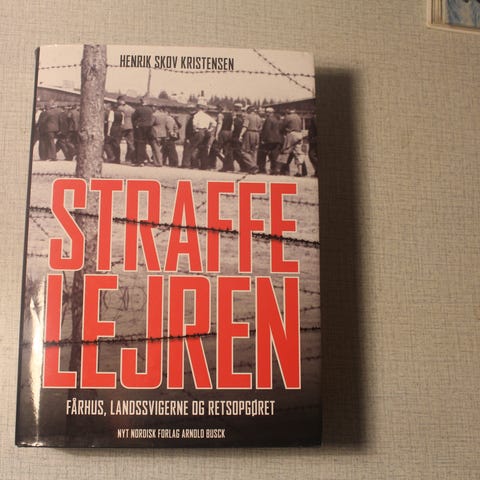 HENRIK SKOV KRISTENSEN
STRAFFE
LEJREN
FÅRHUS, LANDSSVIGERNE OG RETSOPGØRET
NYT NORDISK FORLAG ARNOLD BUSCK